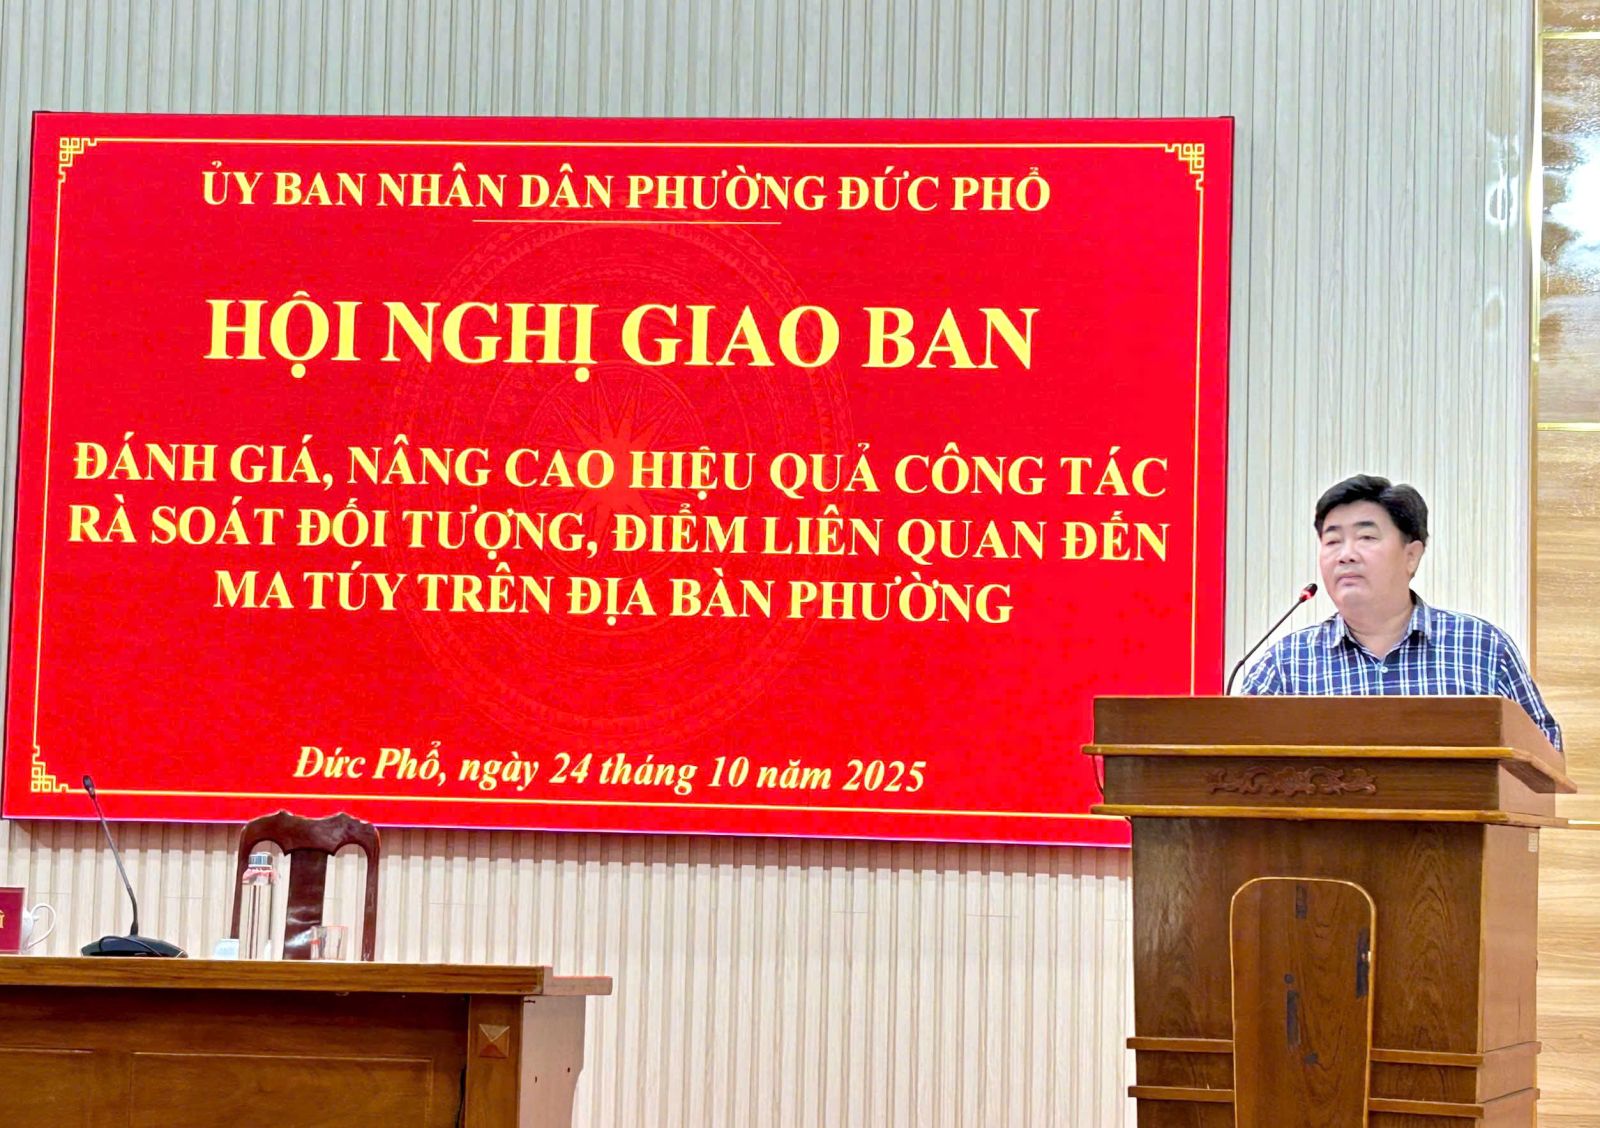 ỦY BAN NHÂN DÂN PHƯỜNG ĐỨC PHỔ
HỘI NGHỊ GIAO BAN
ĐÁNH GIÁ, NÂNG CAO HIỆU QUẢ CÔNG TÁC
RÀ SOÁT ĐỐI TƯỢNG, ĐIỂM LIÊN QUAN ĐẾN
MA TÚY TRÊN ĐỊA BÀN PHƯỜNG
Đức Phổ, ngày 24 tháng 10 năm 2025